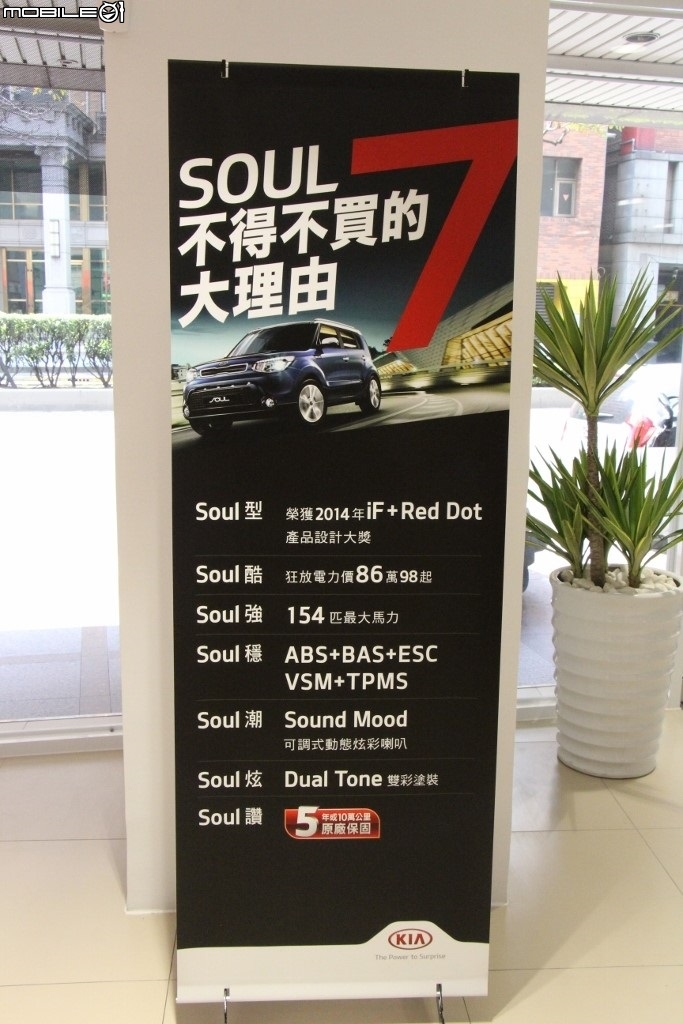 MOBILE01
SOUL
不得不買的
大理由
7
SOUL
Soul 型 榮獲2014年iF+Red Dot
產品設計大獎
Soul 酷 狂放電力價86萬98起
Soul 強 154 匹最大馬力
Soul 穩 ABS+BAS+ESC
VSM+TPMS
Soul 潮 Sound Mood
可調式動態炫彩喇叭
Soul 炫 Dual Tone 雙彩塗裝
Soul 讚 5 年或10萬公里
原廠保固
KIA
The Power to Surprise